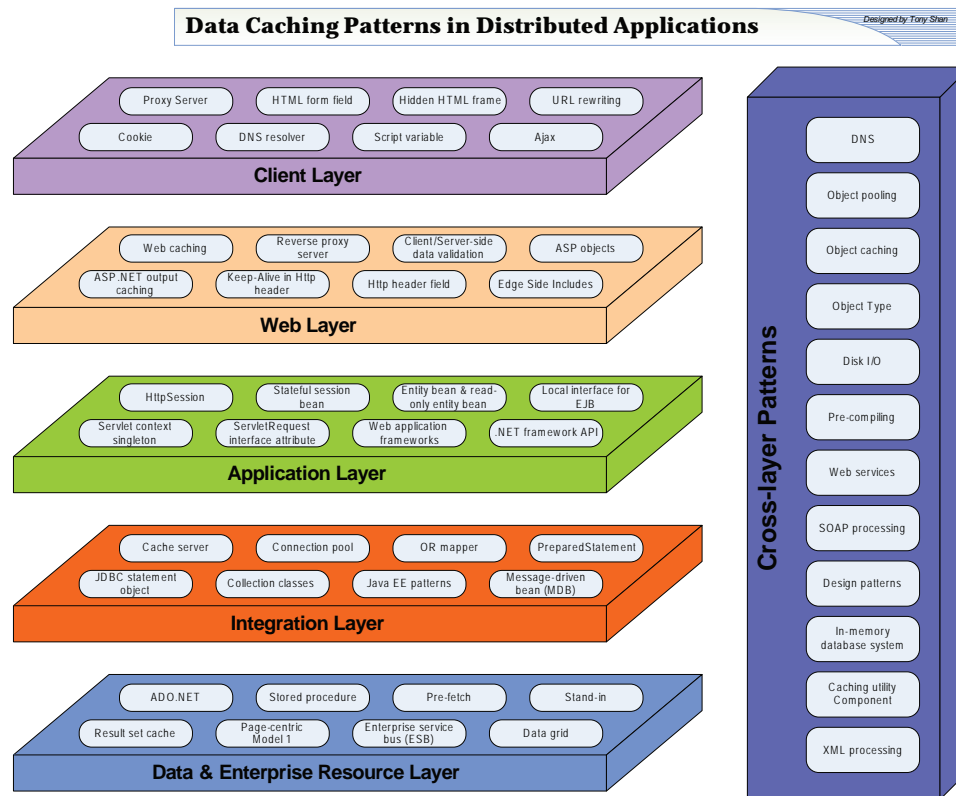 Data Caching Patterns in Distributed Applications
Designed by Tony Shan
Proxy Server
HTML form field
Hidden HTML frame
URL rewriting
Cookie
DNS resolver
Script variable
Ajax
Client Layer
Web caching
Reverse proxy
server
Client/Server-side
data validation
ASP objects
ASP.NET output
caching
Keep-Alive in Http
header
Http header field
Edge Side Includes
Web Layer
HttpSession
Stateful session
bean
Entity bean & read-
only entity bean
Local interface for
EJB
Servlet context
singleton
ServletRequest
interface attribute
Web application
frameworks
.NET framework API
Application Layer
Cache server
Connection pool
OR mapper
PreparedStatement
JDBC statement
object
Collection classes
Java EE patterns
Message-driven
bean (MDB)
Integration Layer
ADO.NET
Stored procedure
Pre-fetch
Stand-in
Result set cache
Page-centric
Model 1
Enterprise service
bus (ESB)
Data grid
Data & Enterprise Resource Layer
Cross-layer Patterns
DNS
Object pooling
Object caching
Object Type
Disk I/O
Pre-compiling
Web services
SOAP processing
Design patterns
In-memory
database system
Caching utility
Component
XML processing